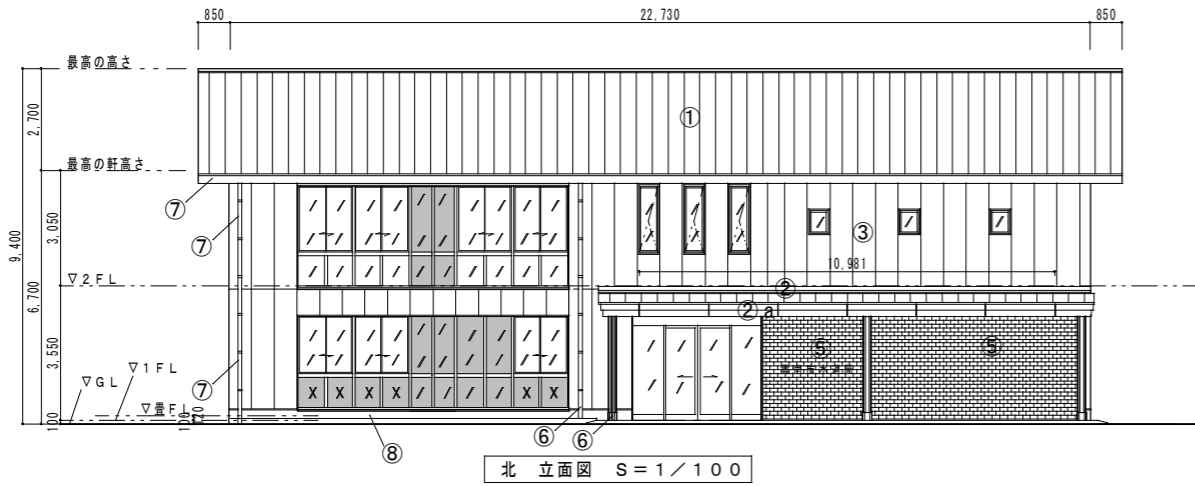 850
22,730
850
最高の高さ
2,700
①
最高の軒高さ
⑦
⑦
3,050
③
9,400
10,981
▽2FL
②
6,700
②a
⑤
⑤
3,550
⑦
▽1FL
▽GL
▽畳FL
100
100
120
⑥
⑥
⑧
北 立面図 S=1/100